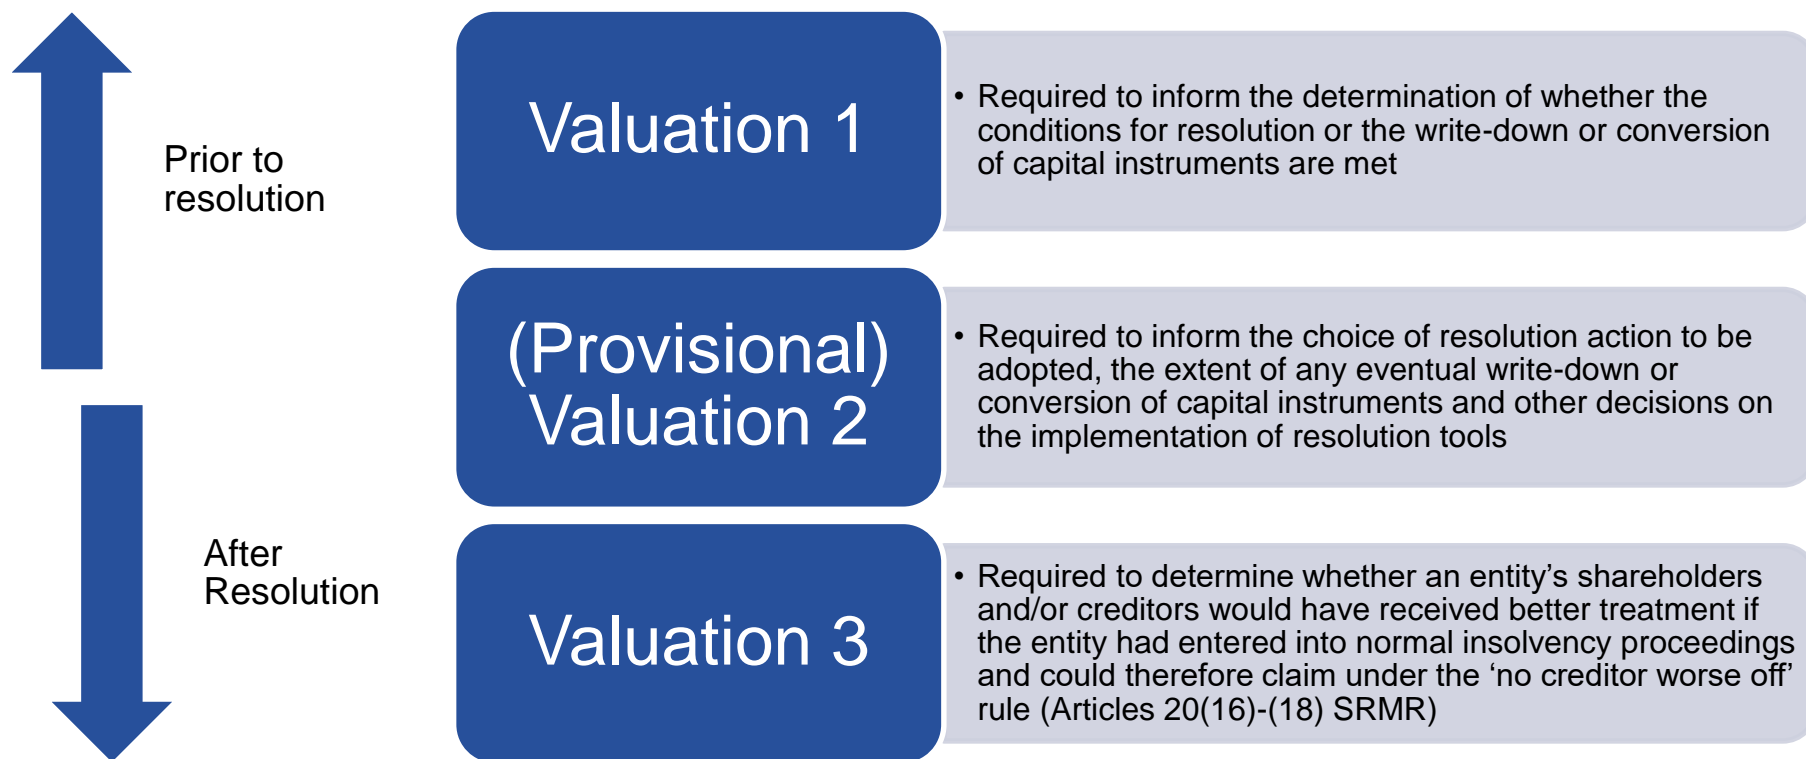 Prior to
resolution
Valuation 1
• Required to inform the determination of whether the
conditions for resolution or the write-down or conversion
of capital instruments are met
(Provisional)
Valuation 2
• Required to inform the choice of resolution action to be
adopted, the extent of any eventual write-down or
conversion of capital instruments and other decisions on
the implementation of resolution tools
After
Resolution
Valuation 3
• Required to determine whether an entity’s shareholders
and/or creditors would have received better treatment if
the entity had entered into normal insolvency proceedings
and could therefore claim under the ‘no creditor worse off’
rule (Articles 20(16)-(18) SRMR)